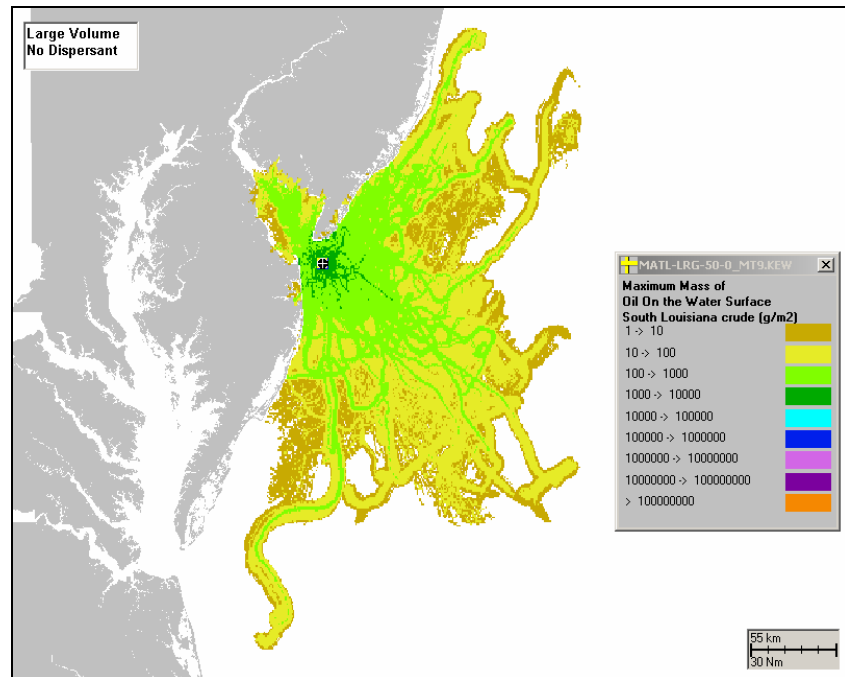 Large Volume
No Dispersant
MATL-LRG-50-0_MT9.KEW
Maximum Mass of
Oil On the Water Surface
South Louisiana crude (g/m2)
1 -> 10
10 -> 100
100 -> 1000
1000 -> 10000
10000 -> 100000
100000 -> 1000000
1000000 -> 10000000
10000000 -> 100000000
> 100000000
55 km
30 Nm